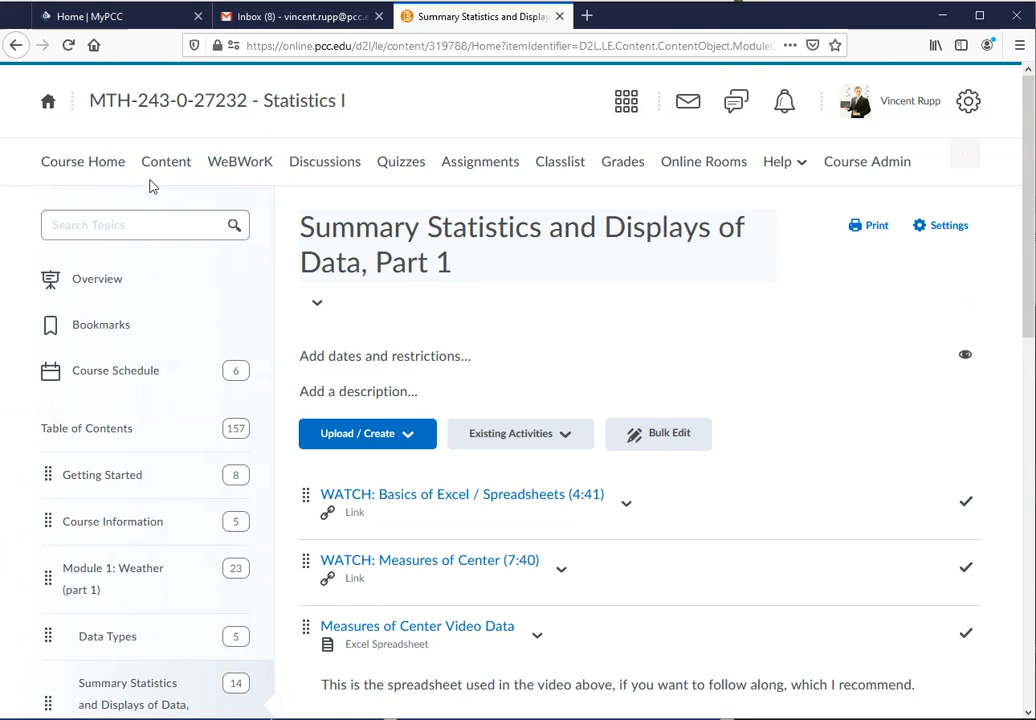 Home | MyPCC
Inbox (8) - vincent.rupp@pcc.e
Summary Statistics and Display
https://online.pcc.edu/d2l/le/content/319788/Home?itemIdentifier=D2L.LE.Content.ContentObject.ModuleC
MTH-243-0-27232 - Statistics I
Vincent Rupp
Course Home Content WeBWorK Discussions Quizzes Assignments Classlist Grades Online Rooms Help Course Admin
Search Topics
Overview
Bookmarks
Course Schedule 6
Table of Contents 157
Getting Started 8
Course Information 5
Module 1: Weather 23
(part 1)
Data Types 5
Summary Statistics 14
and Displays of Data,
Summary Statistics and Displays of
Data, Part 1
Print Settings
Add dates and restrictions...
Add a description...
Upload / Create Existing Activities Bulk Edit
WATCH: Basics of Excel / Spreadsheets (4:41)
Link
WATCH: Measures of Center (7:40)
Link
Measures of Center Video Data
Excel Spreadsheet
This is the spreadsheet used in the video above, if you want to follow along, which I recommend.